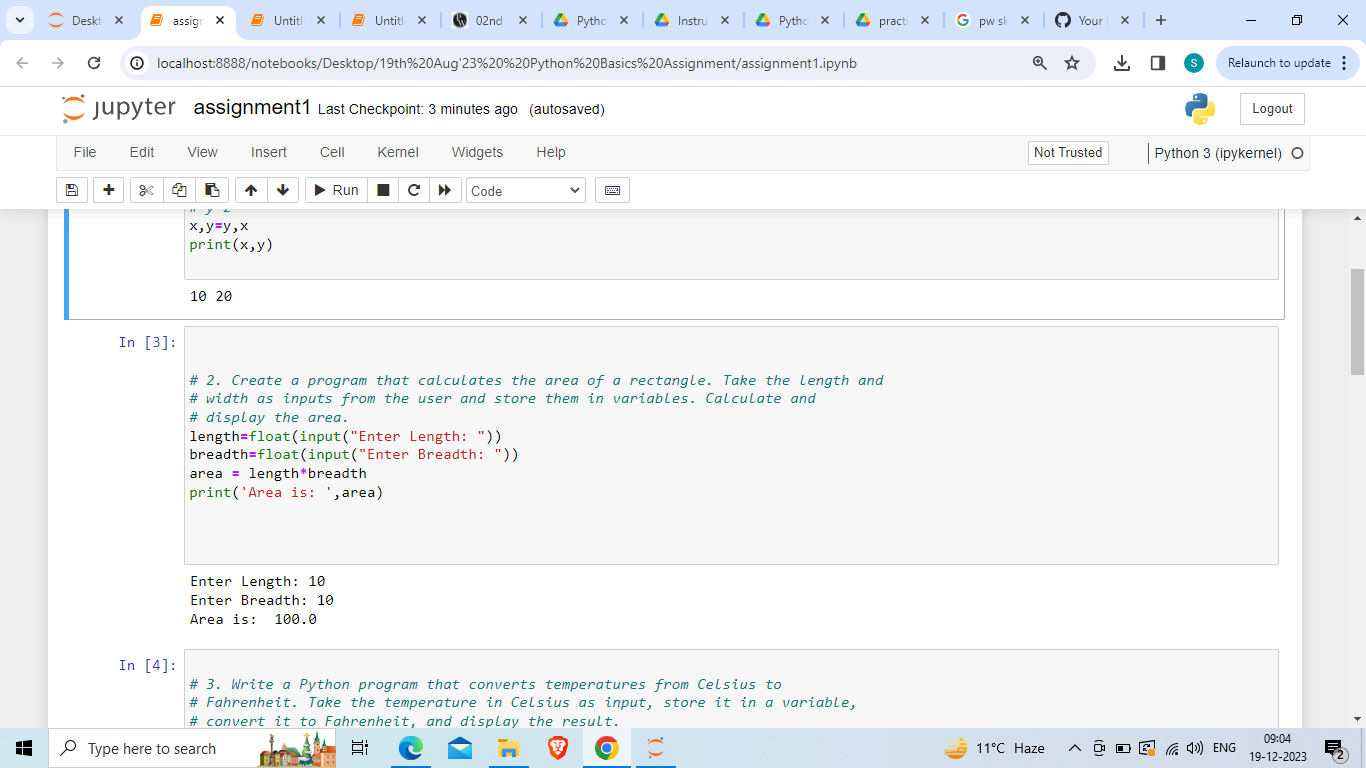 Deskt
assign
Untitl
Untitl
02nd
Pytho
Instru
Pytho
practi
pw sk
Your
localhost:8888/notebooks/Desktop/19th%20Aug'23%20%20Python%20Basics%20Assignment/assignment1.ipynb
S
Relaunch to update
jupyter assignment1 Last Checkpoint: 3 minutes ago (autosaved)
Logout
File Edit View Insert Cell Kernel Widgets Help
Not Trusted
Python 3 (ipykernel)
Run
Code
x,y=y,x
print(x,y)
10 20
In [3]:
# 2. Create a program that calculates the area of a rectangle. Take the length and
# width as inputs from the user and store them in variables. Calculate and
# display the area.
length=float(input("Enter Length: "))
breadth=float(input("Enter Breadth: "))
area = length*breadth
print('Area is: ',area)
Enter Length: 10
Enter Breadth: 10
Area is:  100.0
In [4]:
# 3. Write a Python program that converts temperatures from Celsius to
# Fahrenheit. Take the temperature in Celsius as input, store it in a variable,
# convert it to Fahrenheit, and display the result.
Type here to search
11°C Haze
ENG
09:04
19-12-2023
2